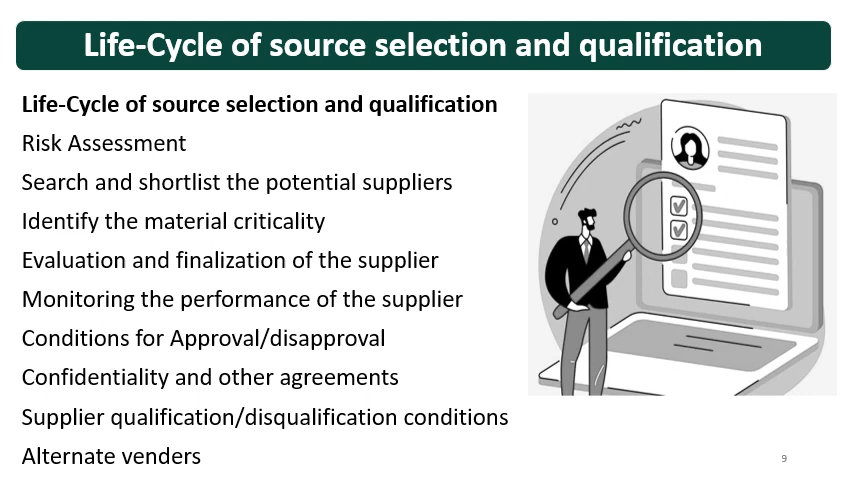 Life-Cycle of source selection and qualification
Life-Cycle of source selection and qualification
Risk Assessment
Search and shortlist the potential suppliers
Identify the material criticality
Evaluation and finalization of the supplier
Monitoring the performance of the supplier
Conditions for Approval/disapproval
Confidentiality and other agreements
Supplier qualification/disqualification conditions
Alternate venders
9